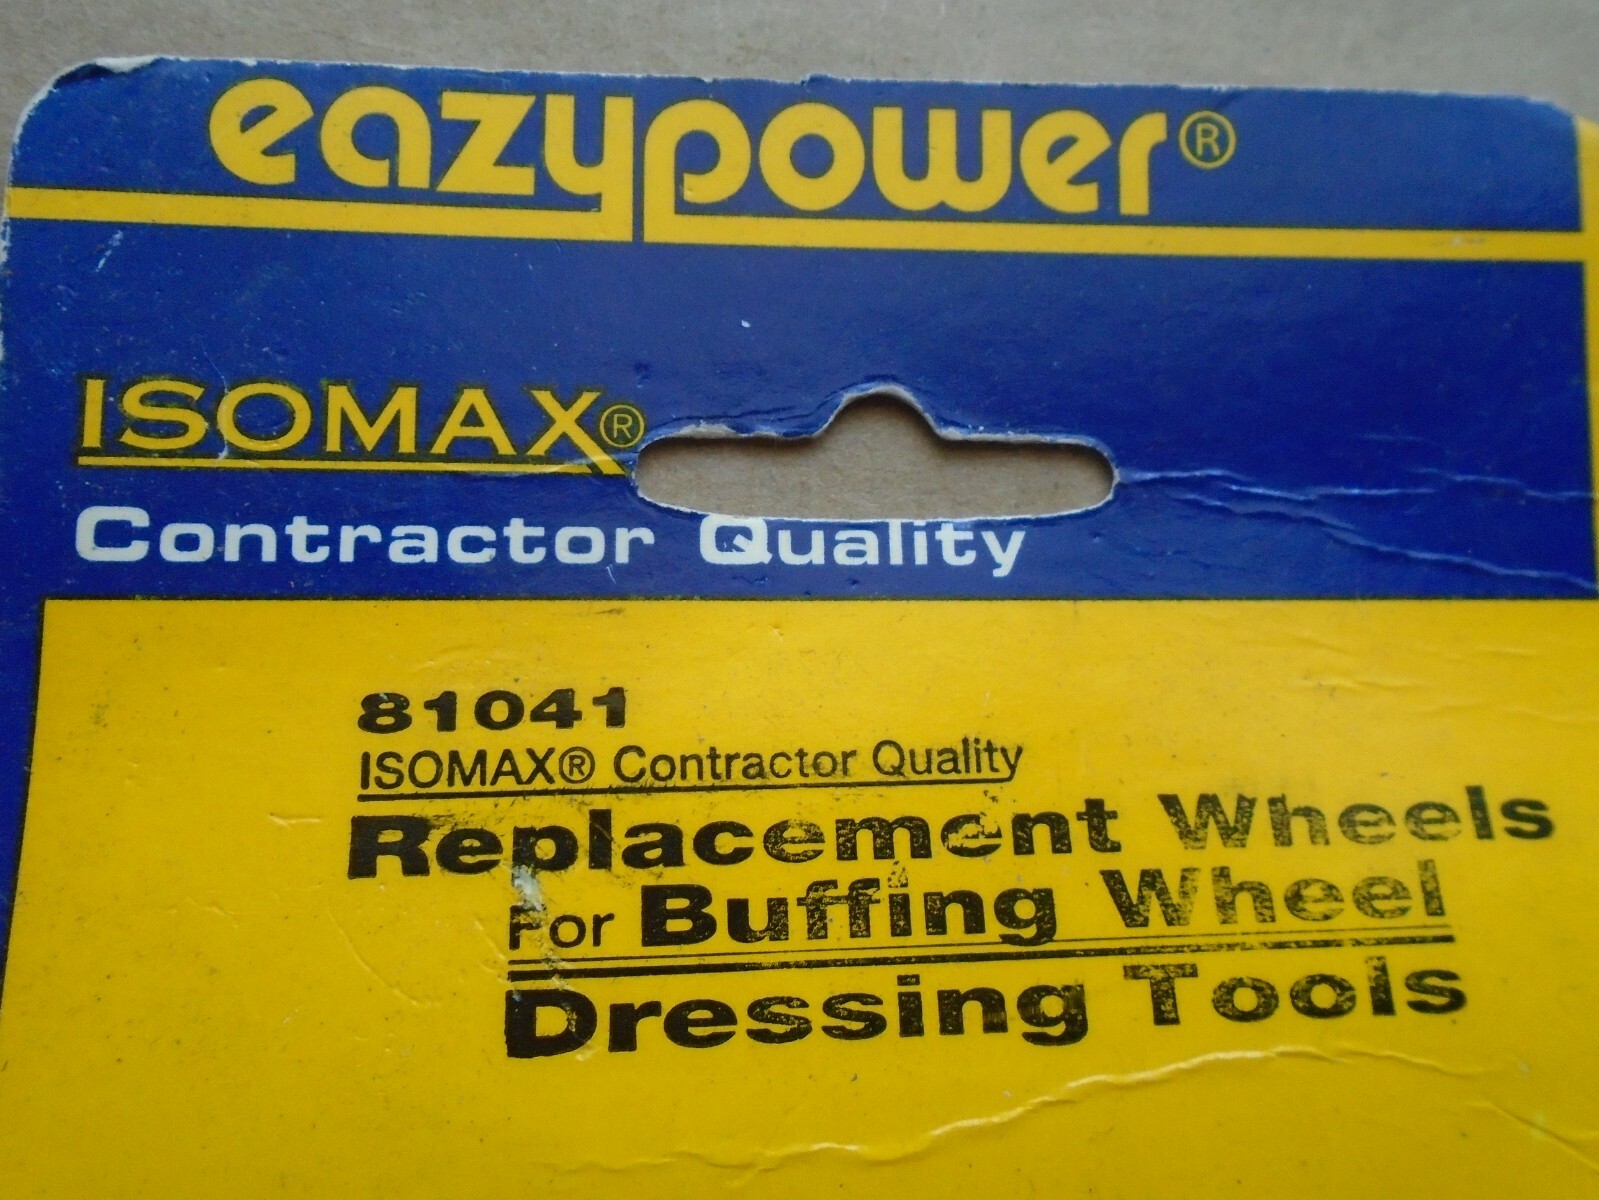 eazypower®
ISOMAX®
Contractor Quality
81041
ISOMAX® Contractor Quality
Replacement Wheels
For Buffing Wheel
Dressing Tools